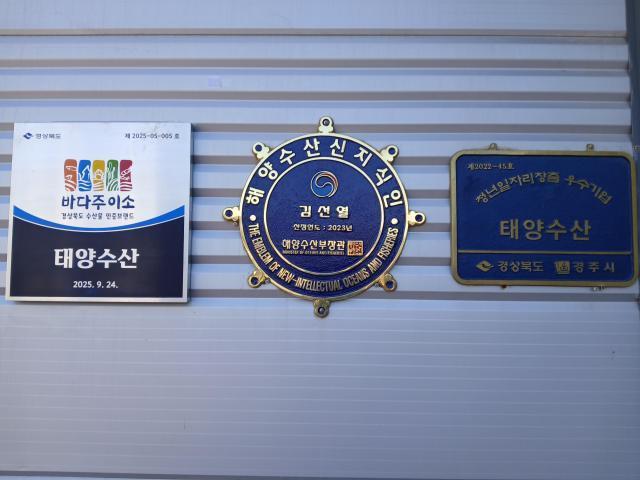 경상북도 제 2025-05-005 호
바다주이소
경상북도 수산물 인증브랜드
태양수산
2025. 9. 24.
해양수산신지식인
김선열
선정연도 : 2023년
해양수산부장관
MINISTRY OF OCEANS AND FISHERIES
THE EMBLEM OF NEW-INTELLECTUAL OCEANS AND FISHERIES
제2022-45호
청년일자리창출 우수기업
태양수산
경상북도 경주시